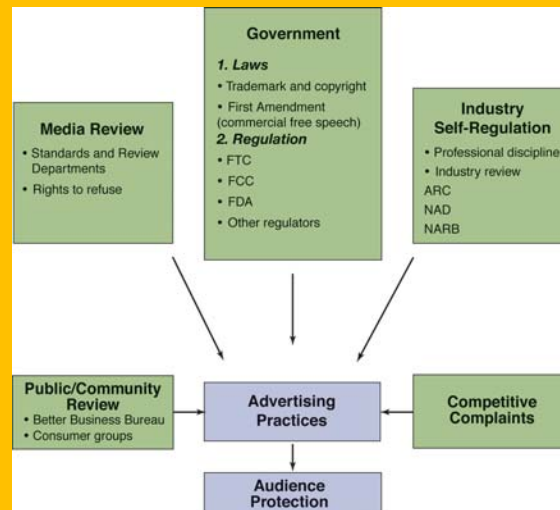 Government
1. Laws
• Trademark and copyright
• First Amendment
(commercial free speech)
2. Regulation
• FTC
• FCC
• FDA
• Other regulators
Media Review
• Standards and Review
Departments
• Rights to refuse
Industry
Self-Regulation
• Professional discipline
• Industry review
ARC
NAD
NARB
Public/Community
Review
• Better Business Bureau
• Consumer groups
Advertising
Practices
Competitive
Complaints
Audience
Protection